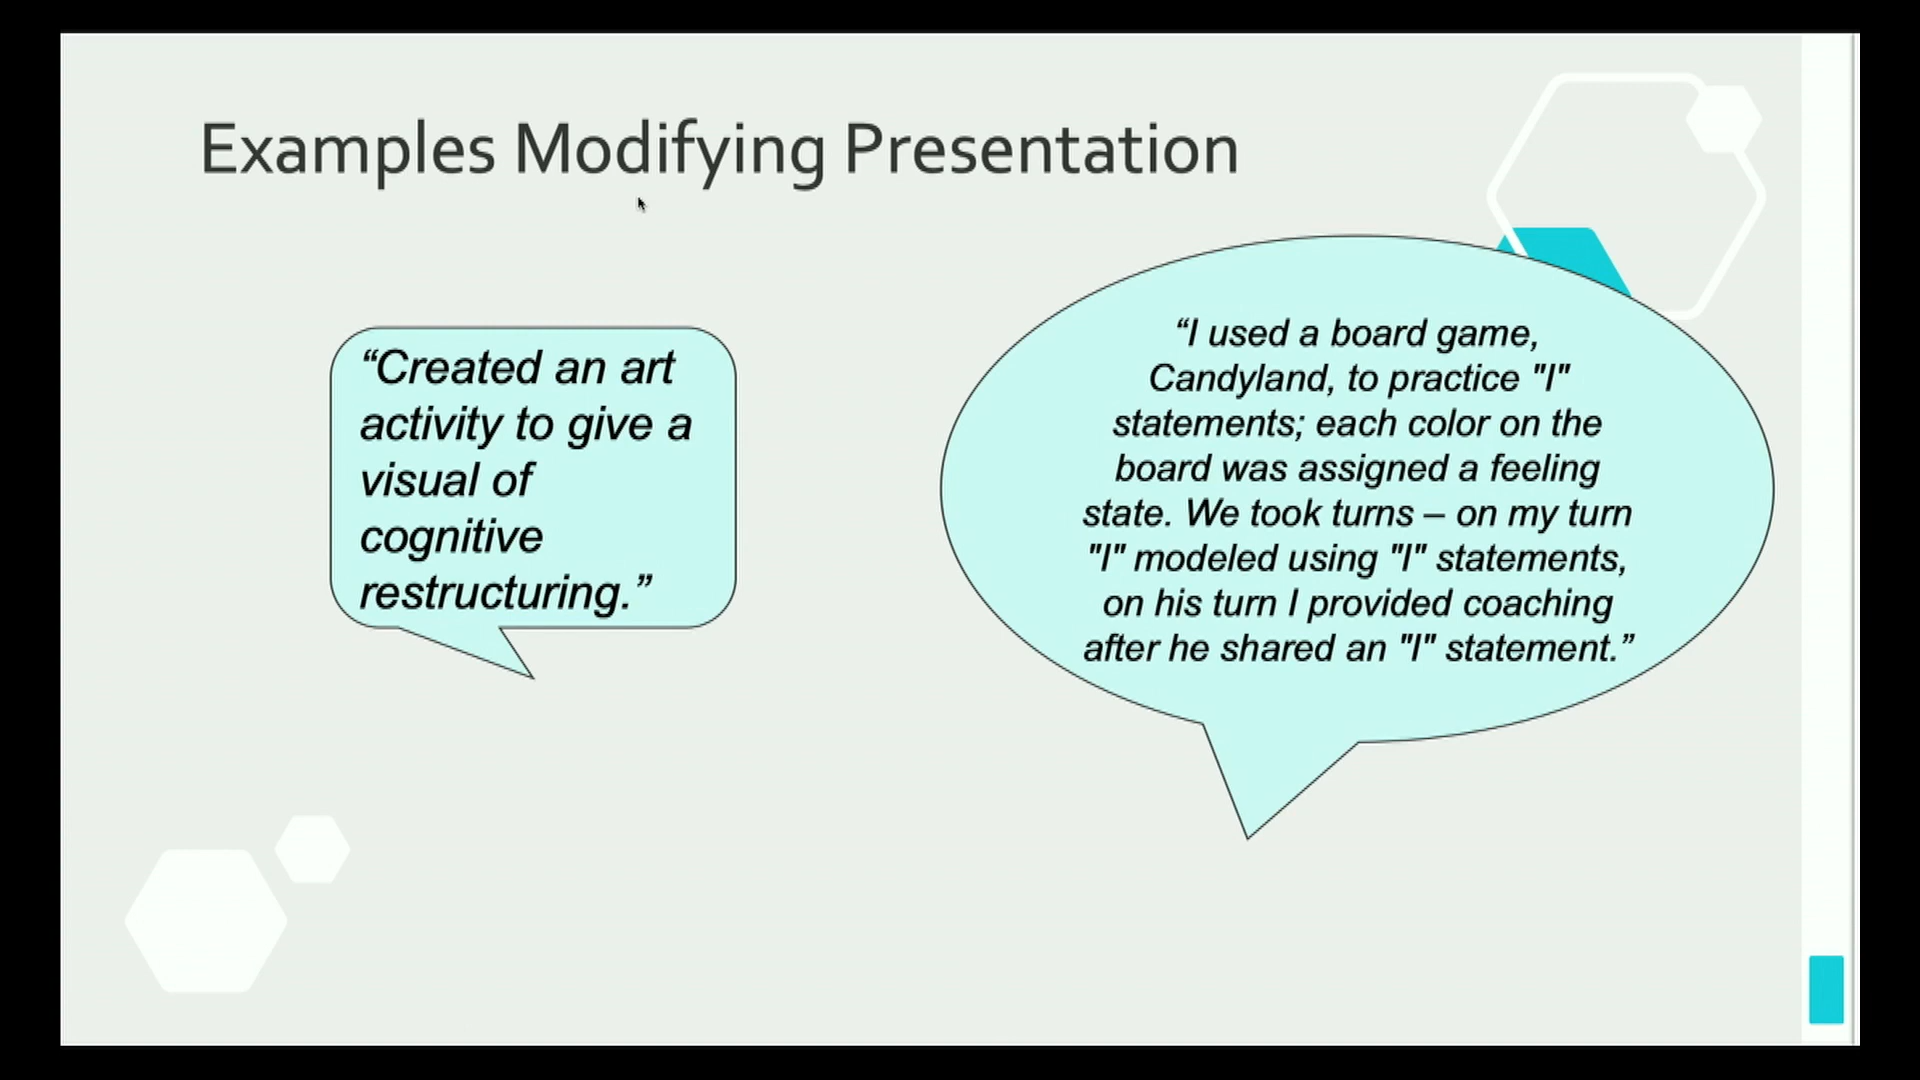 Examples Modifying Presentation
“Created an art
activity to give a
visual of
cognitive
restructuring.”
“I used a board game,
Candyland, to practice "I"
statements; each color on the
board was assigned a feeling
state. We took turns – on my turn
"I" modeled using "I" statements,
on his turn I provided coaching
after he shared an "I" statement.”